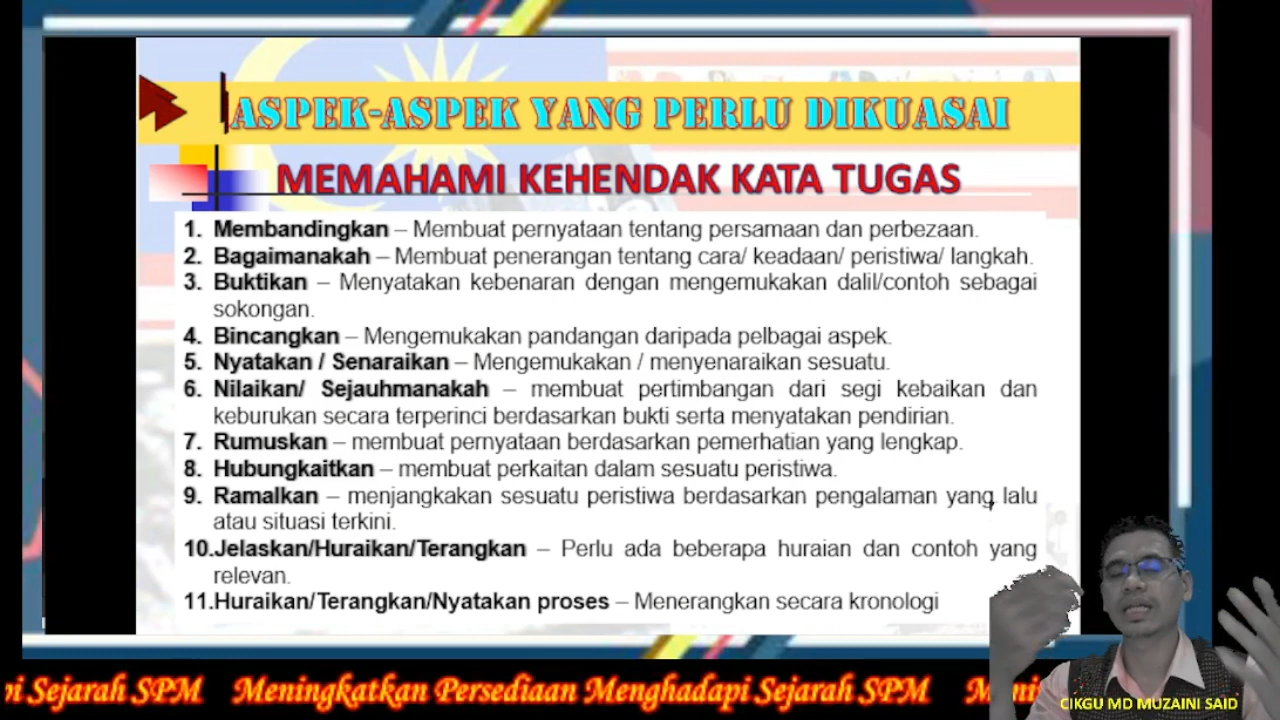 ASPEK-ASPEK YANG PERLU DIKUASAI
MEMAHAMI KEHENDAK KATA TUGAS
1. Membandingkan – Membuat pernyataan tentang persamaan dan perbezaan.
2. Bagaimanakah – Membuat penerangan tentang cara/ keadaan/ peristiwa/ langkah.
3. Buktikan – Menyatakan kebenaran dengan mengemukakan dalil/contoh sebagai
sokongan.
4. Bincangkan – Mengemukakan pandangan daripada pelbagai aspek.
5. Nyatakan / Senaraikan – Mengemukakan / menyenaraikan sesuatu.
6. Nilaikan/ Sejauhmanakah – membuat pertimbangan dari segi kebaikan dan
keburukan secara terperinci berdasarkan bukti serta menyatakan pendirian.
7. Rumuskan – membuat pernyataan berdasarkan pemerhatian yang lengkap.
8. Hubungkaitkan – membuat perkaitan dalam sesuatu peristiwa.
9. Ramalkan – menjangkakan sesuatu peristiwa berdasarkan pengalaman yang lalu
atau situasi terkini.
10.Jelaskan/Huraikan/Terangkan – Perlu ada beberapa huraian dan contoh yang
relevan.
11.Huraikan/Terangkan/Nyatakan proses – Menerangkan secara kronologi
pi Sejarah SPM Meningkatkan Persediaan Menghadapi Sejarah SPM
CIKGU MD MUZAINI SAID